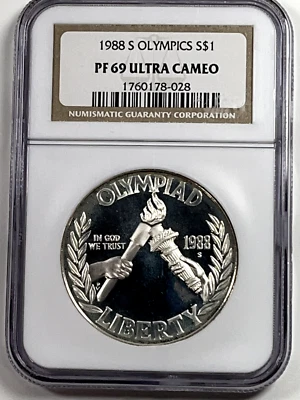 1988 S OLYMPICS S$1
PF 69 ULTRA CAMEO
1760178-028
NUMISMATIC GUARANTY CORPORATION
OLYMPIAD
IN GOD
WE TRUST
1988
S
LIBERTY